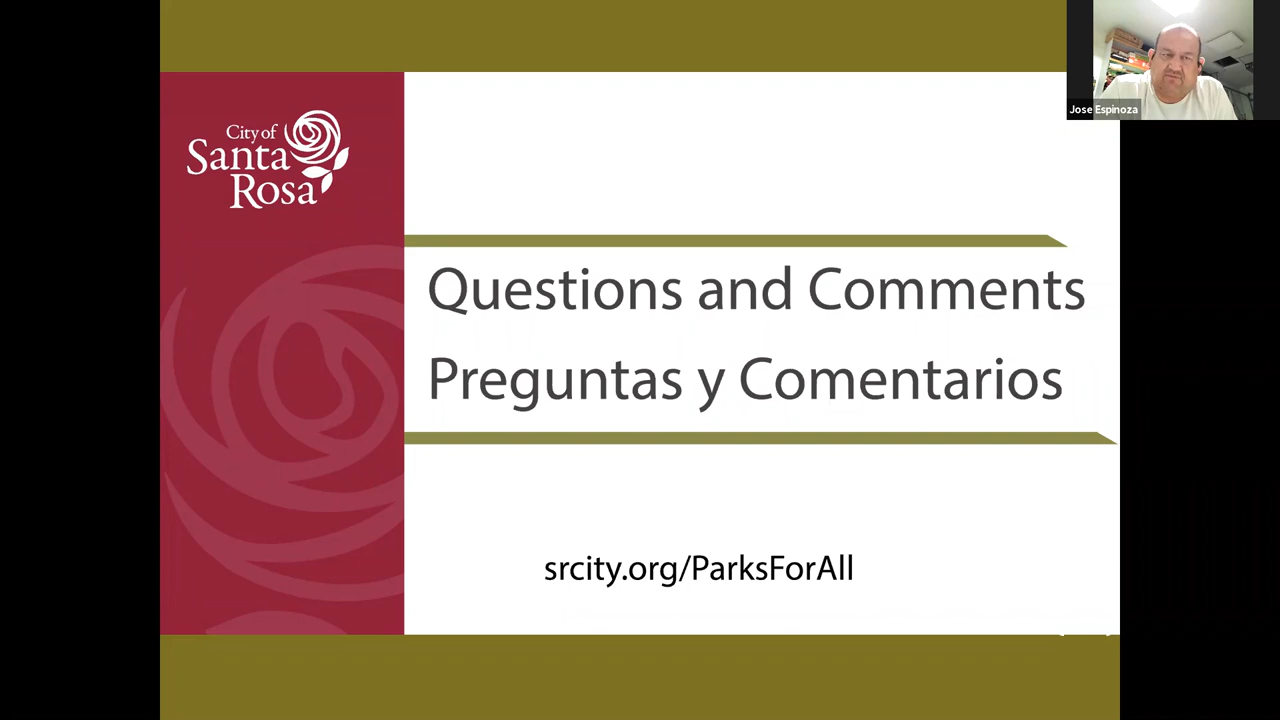 City of
Santa
Rosa
Jose Espinoza
Questions and Comments
Preguntas y Comentarios
srcity.org/ParksForAll